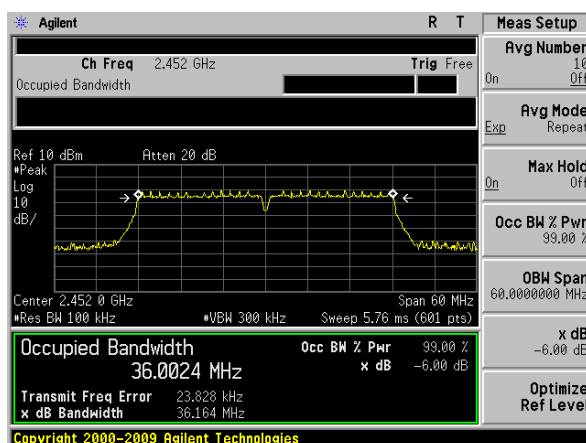 Agilent R T
Meas Setup
Ch Freq 2.452 GHz Trig Free
Occupied Bandwidth
Avg Number
10
On Off
Avg Mode
Exp Repeat
Max Hold
On Off
Occ BW % Pwr
99.00 %
OBW Span
60.0000000 MHz
x dB
-6.00 dB
Optimize
Ref Level
Ref 10 dBm Atten 20 dB
#Peak
Log
10
dB/
Center 2.452 0 GHz Span 60 MHz
#Res BW 100 kHz #VBW 300 kHz Sweep 5.76 ms (601 pts)
Occupied Bandwidth Occ BW % Pwr 99.00 %
36.0024 MHz x dB -6.00 dB
Transmit Freq Error 23.828 kHz
x dB Bandwidth 36.164 MHz
Copyright 2000-2009 Agilent Technologies